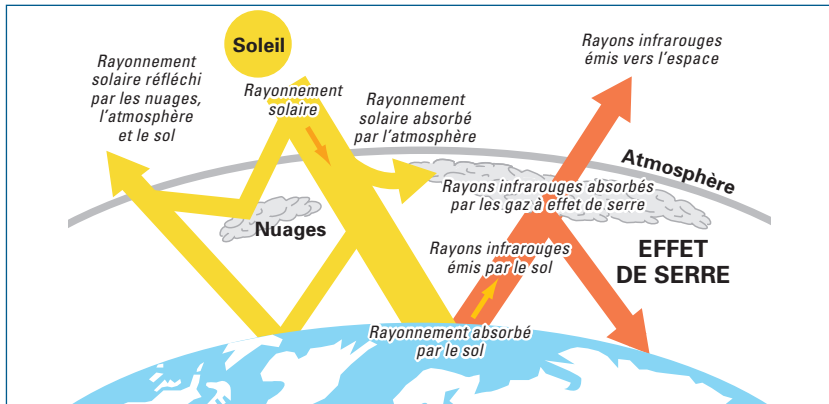 Soleil
Rayonnement
solaire réfléchi
par les nuages,
l'atmosphère
et le sol
Rayonnement
solaire
Rayonnement
solaire absorbé
par l'atmosphère
Rayons infrarouges
émis vers l'espace
Atmosphère
Rayons infrarouges absorbés
par les gaz à effet de serre
Nuages
Rayons infrarouges
émis par le sol
EFFET
DE SERRE
Rayonnement absorbé
par le sol